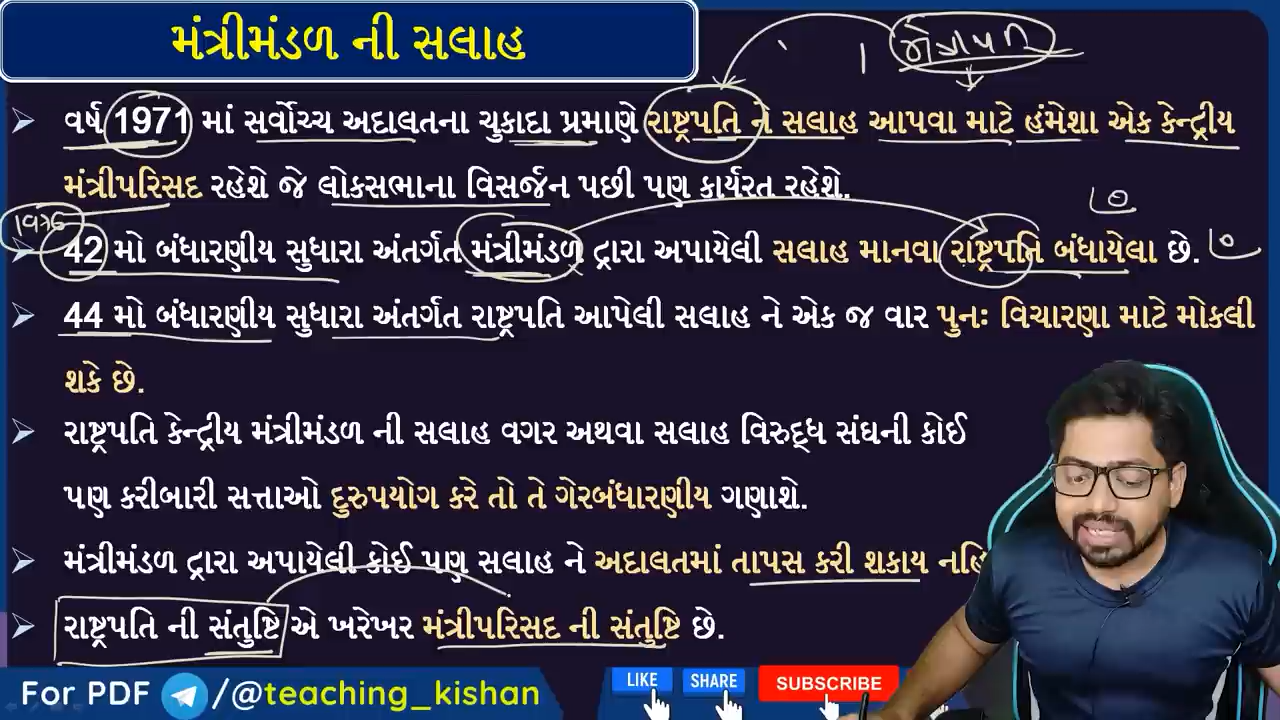 મંત્રીમંડળ ની સલાહ
વર્ષ 1971 માં સર્વોચ્ચ અદાલતના ચુકાદા પ્રમાણે રાષ્ટ્રપતિ ને સલાહ આપવા માટે હંમેશા એક કેન્દ્રીય
મંત્રીપરિસદ રહેશે જે લોકસભાના વિસર્જન પછી પણ કાર્યરત રહેશે.
42 મો બંધારણીય સુધારા અંતર્ગત મંત્રીમંડળ દ્રારા અપાયેલી સલાહ માનવા રાષ્ટ્રપતિ બંધાયેલા છે.
44 મો બંધારણીય સુધારા અંતર્ગત રાષ્ટ્રપતિ આપેલી સલાહ ને એક જ વાર પુનઃ વિચારણા માટે મોકલી
શકે છે.
રાષ્ટ્રપતિ કેન્દ્રીય મંત્રીમંડળ ની સલાહ વગર અથવા સલાહ વિરુદ્ધ સંઘની કોઈ
પણ કરીબારી સત્તાઓ દુરુપયોગ કરે તો તે ગેરબંધારણીય ગણાશે.
મંત્રીમંડળ દ્રારા અપાયેલી કોઈ પણ સલાહ ને અદાલતમાં તાપસ કરી શકાય નહિ
રાષ્ટ્રપતિ ની સંતુષ્ટિ એ ખરેખર મંત્રીપરિસદ ની સંતુષ્ટિ છે.
For PDF /@teaching_kishan
LIKE SHARE SUBSCRIBE